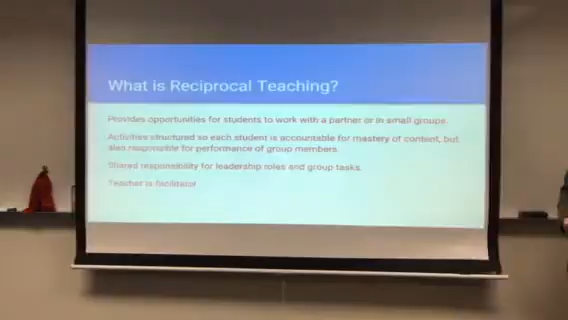 What is Reciprocal Teaching?
Provides opportunities for students to work with a partner or in small groups.
Activities structured so each student is accountable for mastery of content, but
also responsible for performance of group members.
Shared responsibility for leadership roles and group tasks.
Teacher is facilitator